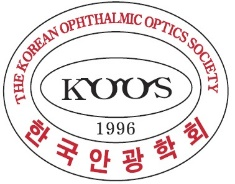 THE KOREAN OPHTHALMIC OPTICS SOCIETY
KOOS
1996
한국안광학회